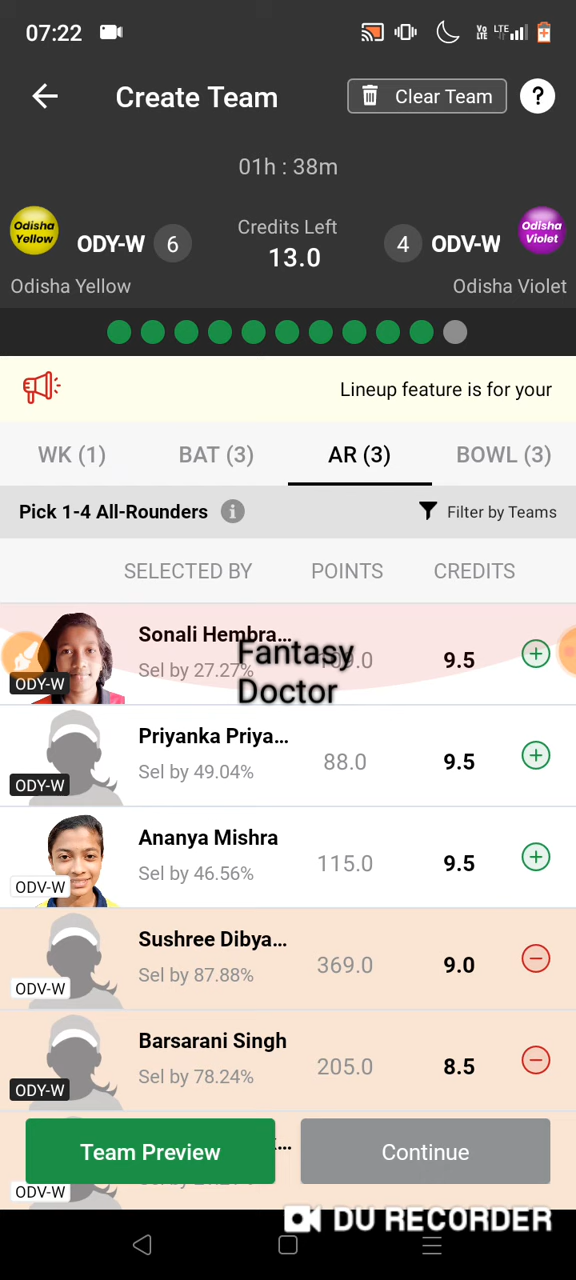 07:22 Vo LTE LTE
Create Team Clear Team ?
01h : 38m
Odisha Yellow ODY-W 6 Credits Left 13.0 4 ODV-W Odisha Violet
Odisha Yellow Odisha Violet
Lineup feature is for your
WK (1) BAT (3) AR (3) BOWL (3)
Pick 1-4 All-Rounders i Filter by Teams
SELECTED BY POINTS CREDITS
Sonali Hembra...
Sel by 27.27% 9.5
ODY-W
Fantasy
Doctor
Priyanka Priya...
Sel by 49.04% 88.0 9.5
ODY-W
Ananya Mishra
Sel by 46.56% 115.0 9.5
ODV-W
Sushree Dibya...
Sel by 87.88% 369.0 9.0
ODV-W
Barsarani Singh
Sel by 78.24% 205.0 8.5
ODY-W
Team Preview Continue
ODV-W
DU RECORDER